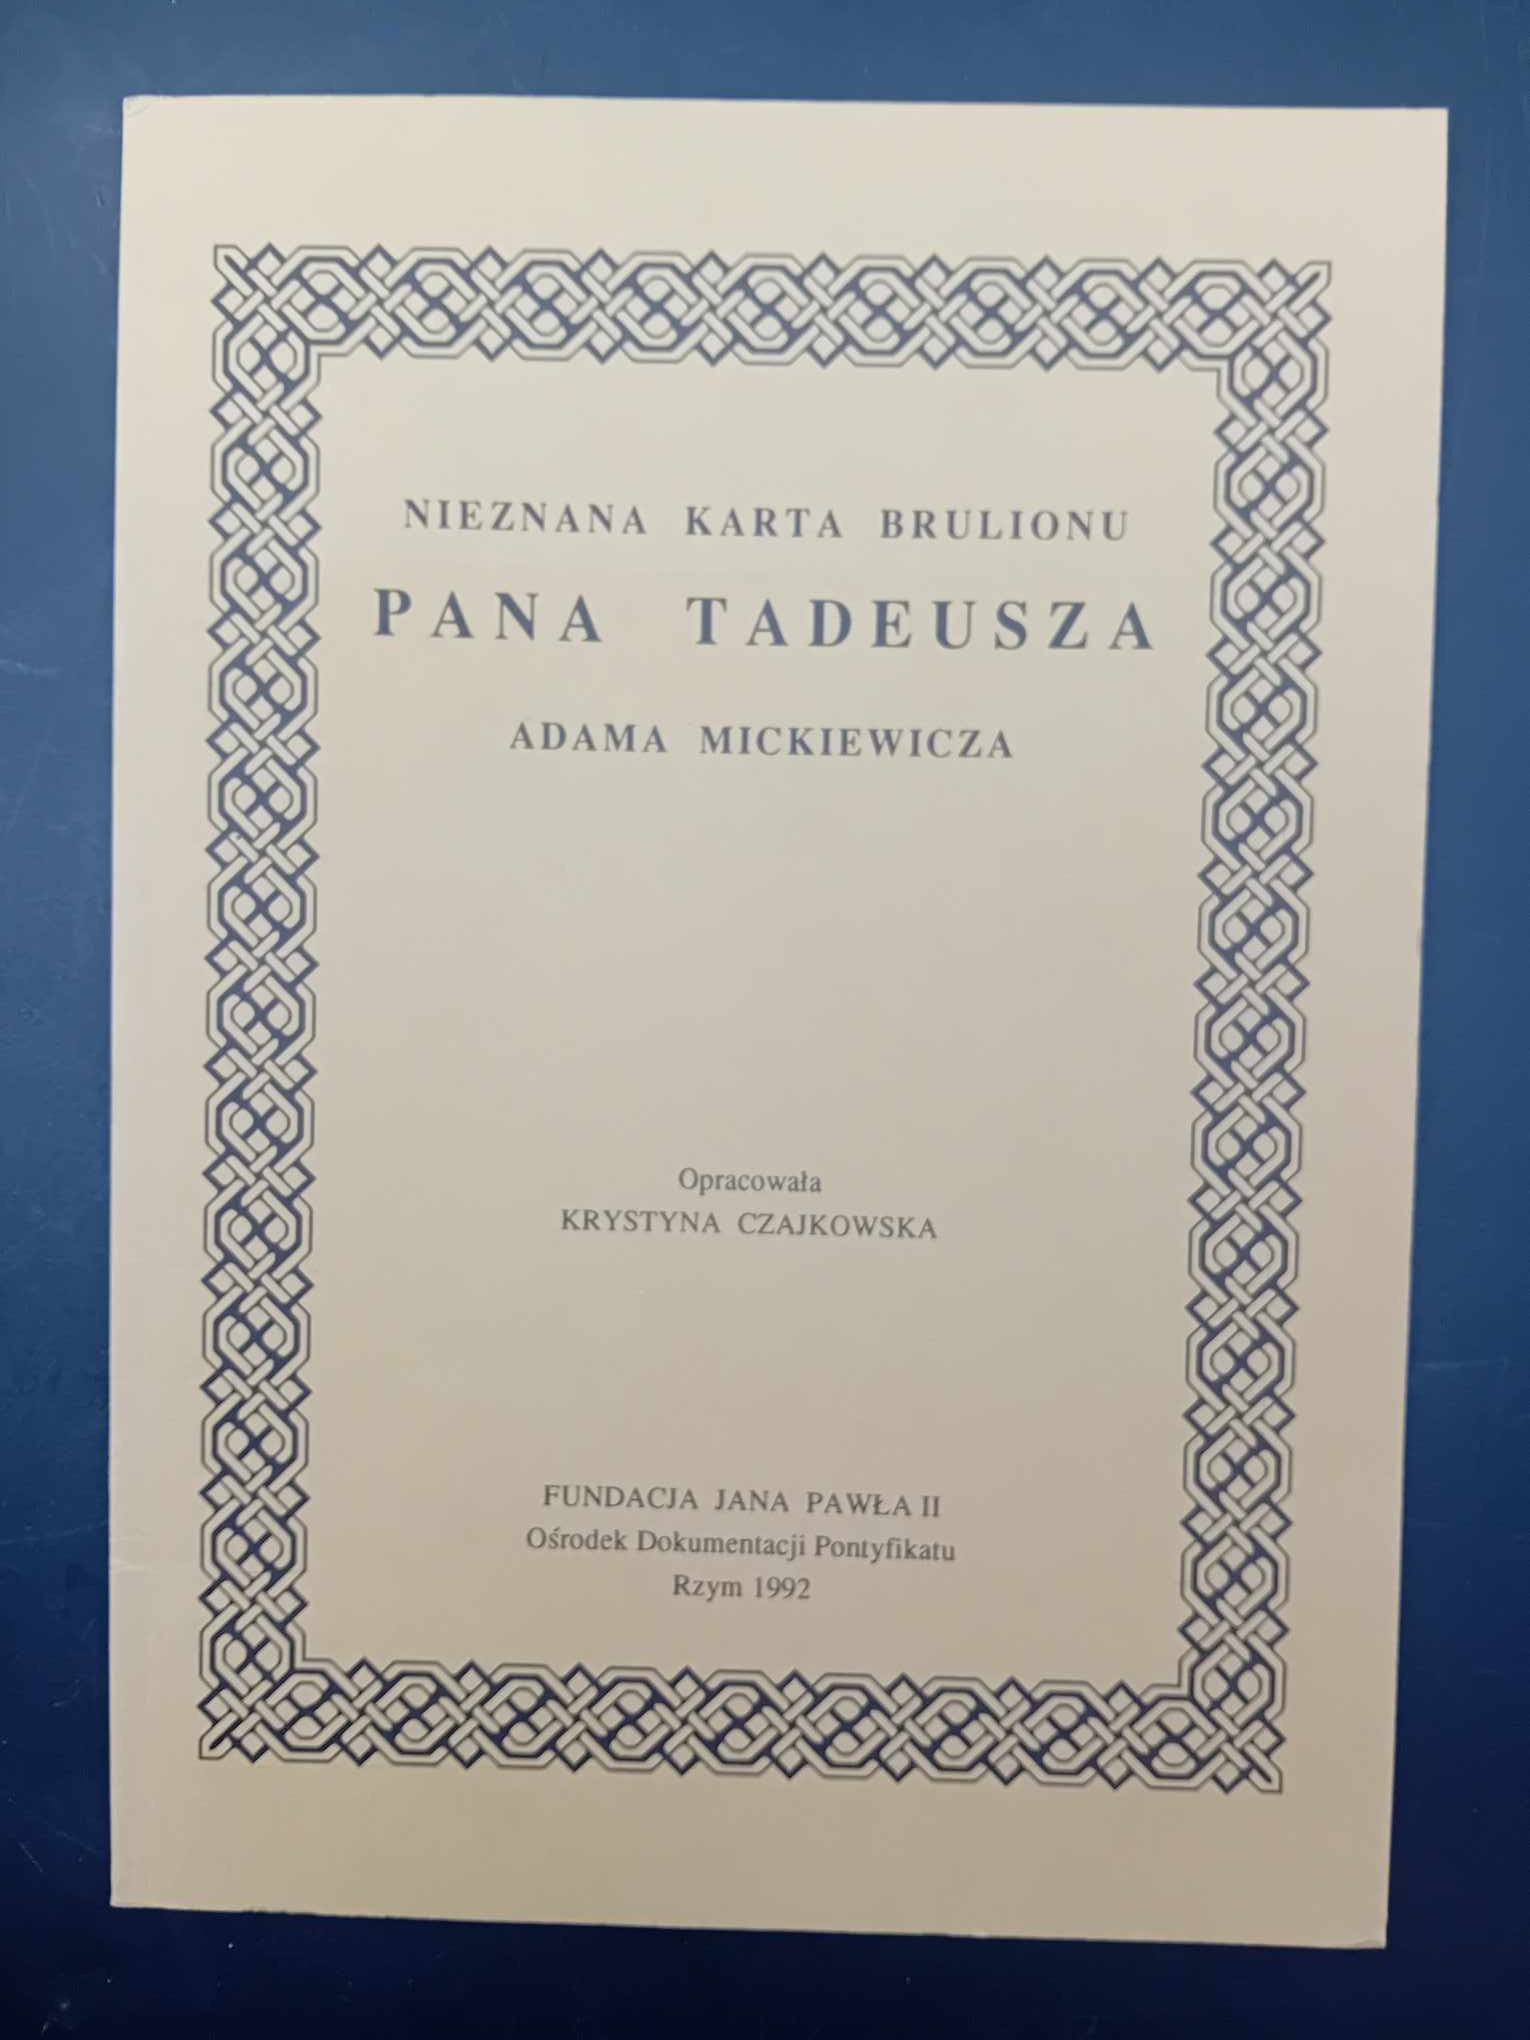 NIEZNANA KARTA BRULIONU
PANA TADEUSZA
ADAMA MICKIEWICZA
Opracowała
KRYSTYNA CZAJKOWSKA
FUNDACJA JANA PAWŁA II
Ośrodek Dokumentacji Pontyfikatu
Rzym 1992